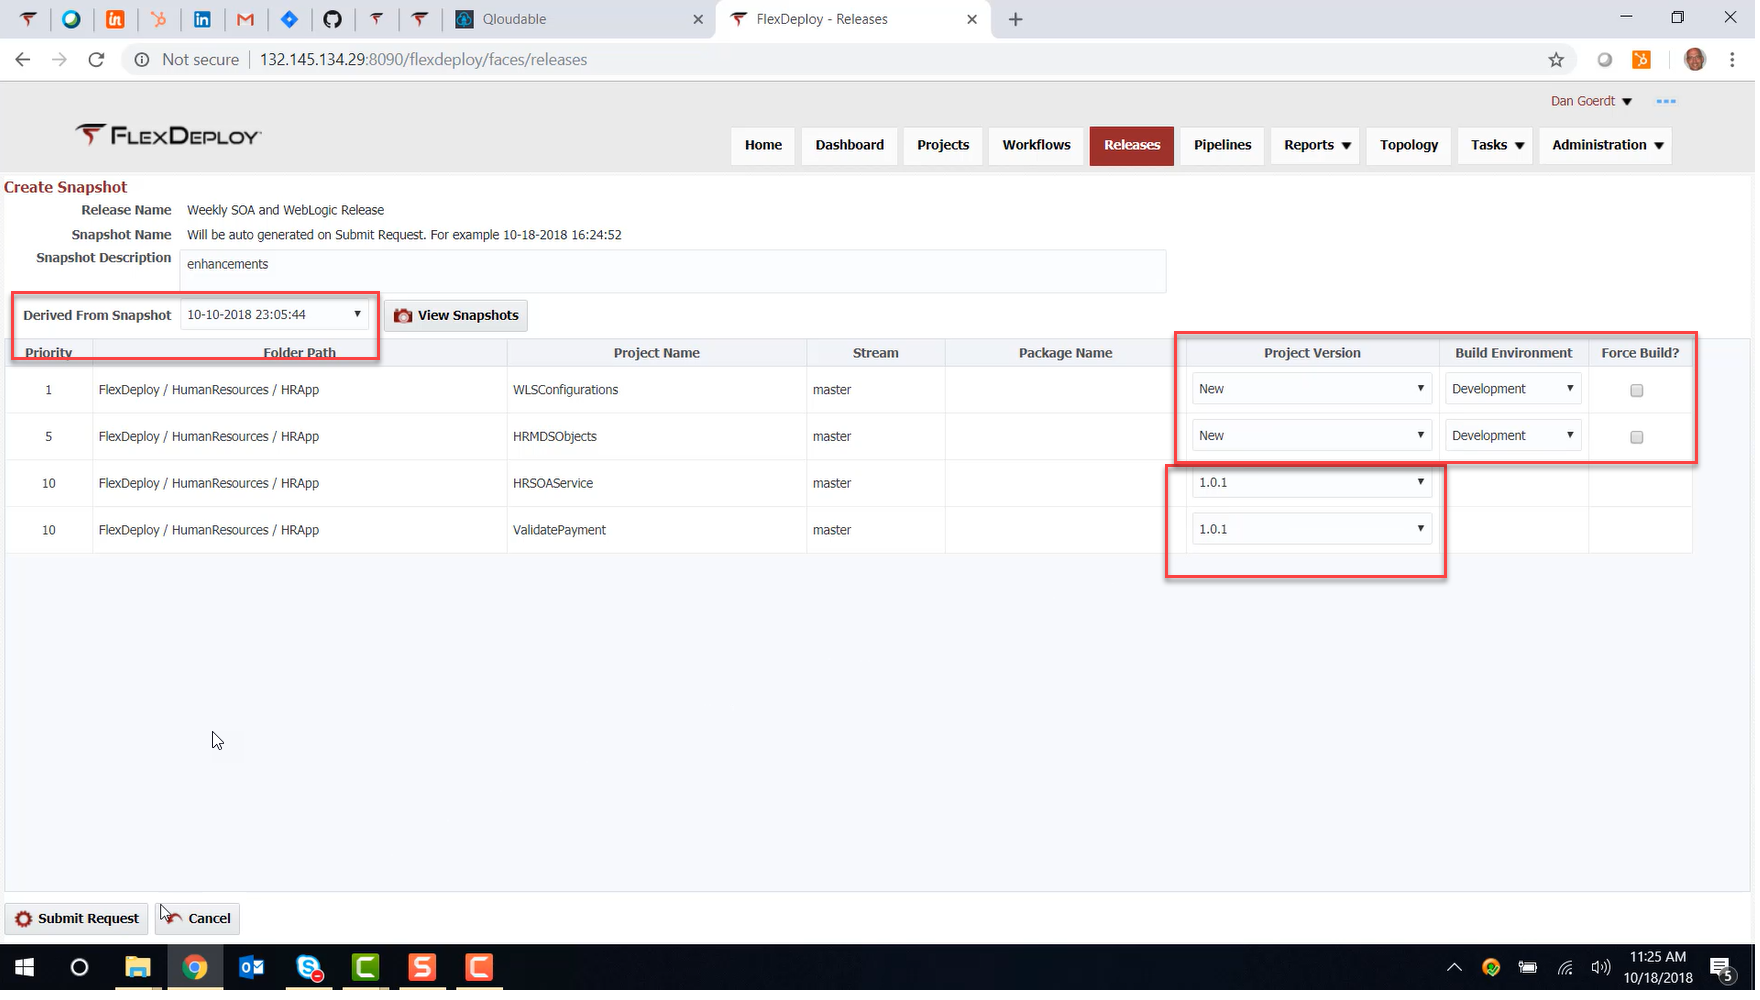 Qloudable
FlexDeploy - Releases
Not secure 132.145.134.29:8090/flexdeploy/faces/releases
Dan Goerdt
FLEXDEPLOY
Home Dashboard Projects Workflows Releases Pipelines Reports Topology Tasks Administration
Create Snapshot
Release Name Weekly SOA and WebLogic Release
Snapshot Name Will be auto generated on Submit Request. For example 10-18-2018 16:24:52
Snapshot Description enhancements
Derived From Snapshot 10-10-2018 23:05:44 View Snapshots
Priority Folder Path Project Name Stream Package Name Project Version Build Environment Force Build?
1 FlexDeploy / HumanResources / HRApp WLSConfigurations master New Development
5 FlexDeploy / HumanResources / HRApp HRMDSObjects master New Development
10 FlexDeploy / HumanResources / HRApp HRSOAService master 1.0.1
10 FlexDeploy / HumanResources / HRApp ValidatePayment master 1.0.1
Submit Request Cancel
11:25 AM
10/18/2018
5